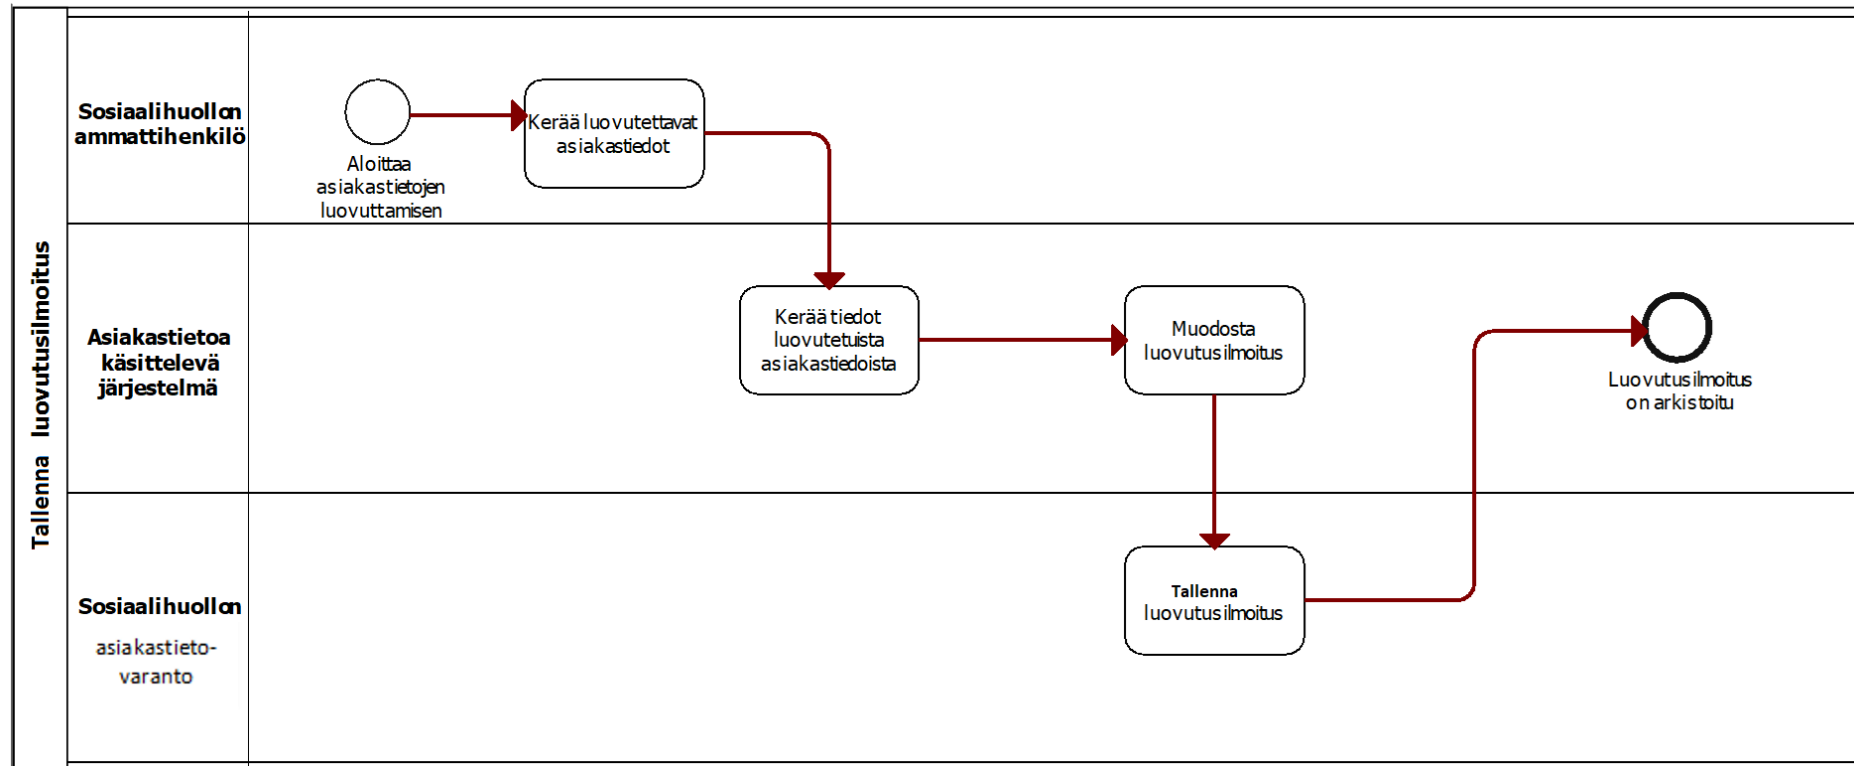 Tallenna luovutusilmoitus
Sosiaalihuollon
ammattihenkilö
Aloittaa
asiakastietojen
luovuttamisen
Kerää luovutettavat
asiakastiedot
Asiakastietoa
käsittelevä
järjestelmä
Kerää tiedot
luovutetuista
asiakastiedoista
Muodosta
luovutusilmoitus
Luovutusilmoitus
on arkistoitu
Sosiaalihuollon
asiakastieto-
varanto
Tallenna
luovutusilmoitus